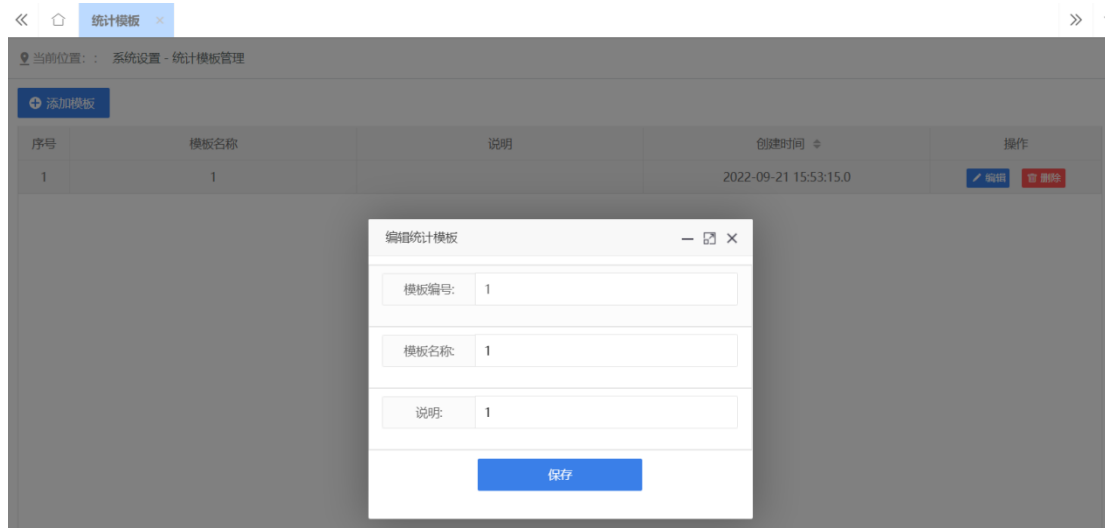 统计模板
当前位置：： 系统设置 - 统计模板管理
添加模板
序号 模板名称 说明 创建时间 操作
1 1 2022-09-21 15:53:15.0 编辑 删除
编辑统计模板
模板编号: 1
模板名称: 1
说明: 1
保存